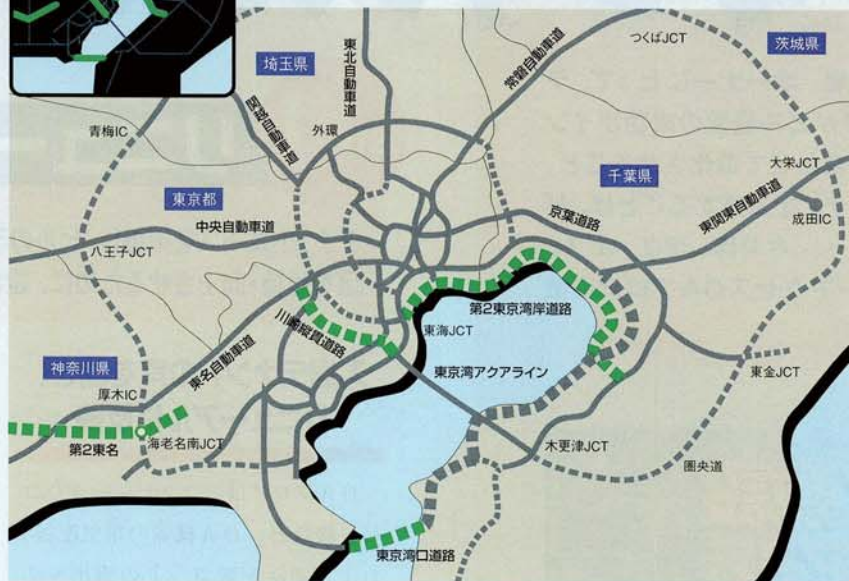 埼玉県
東北自動車道
常磐自動車道
つくばJCT
茨城県
青梅IC
関越自動車道
外環
大栄JCT
東京都
千葉県
中央自動車道
京葉道路
東関東自動車道
成田IC
八王子JCT
第2東京湾岸道路
川崎縦貫道路
東海JCT
神奈川県
東名自動車道
東京湾アクアライン
厚木IC
東金JCT
第2東名
海老名南JCT
木更津JCT
圏央道
東京湾口道路